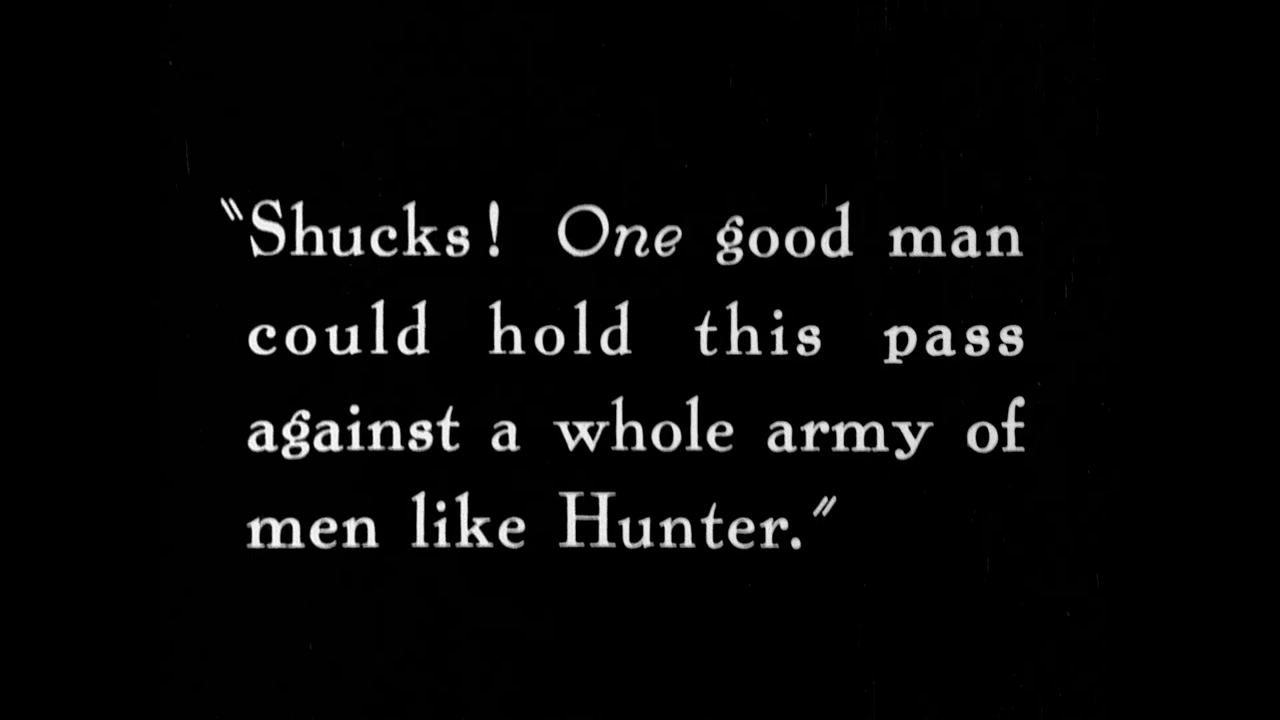 "Shucks! One good man
could hold this pass
against a whole army of
men like Hunter."